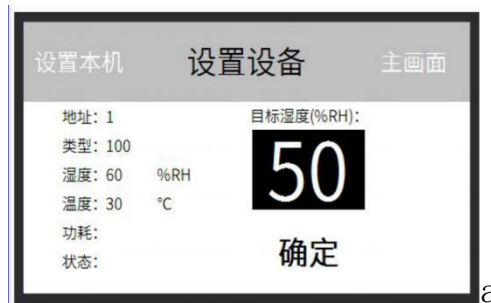 设置本机 设置设备 主画面
地址：1 目标湿度(%RH)：
类型：100
湿度：60 %RH
50
温度：30 ℃
功耗：
状态： 确定
a